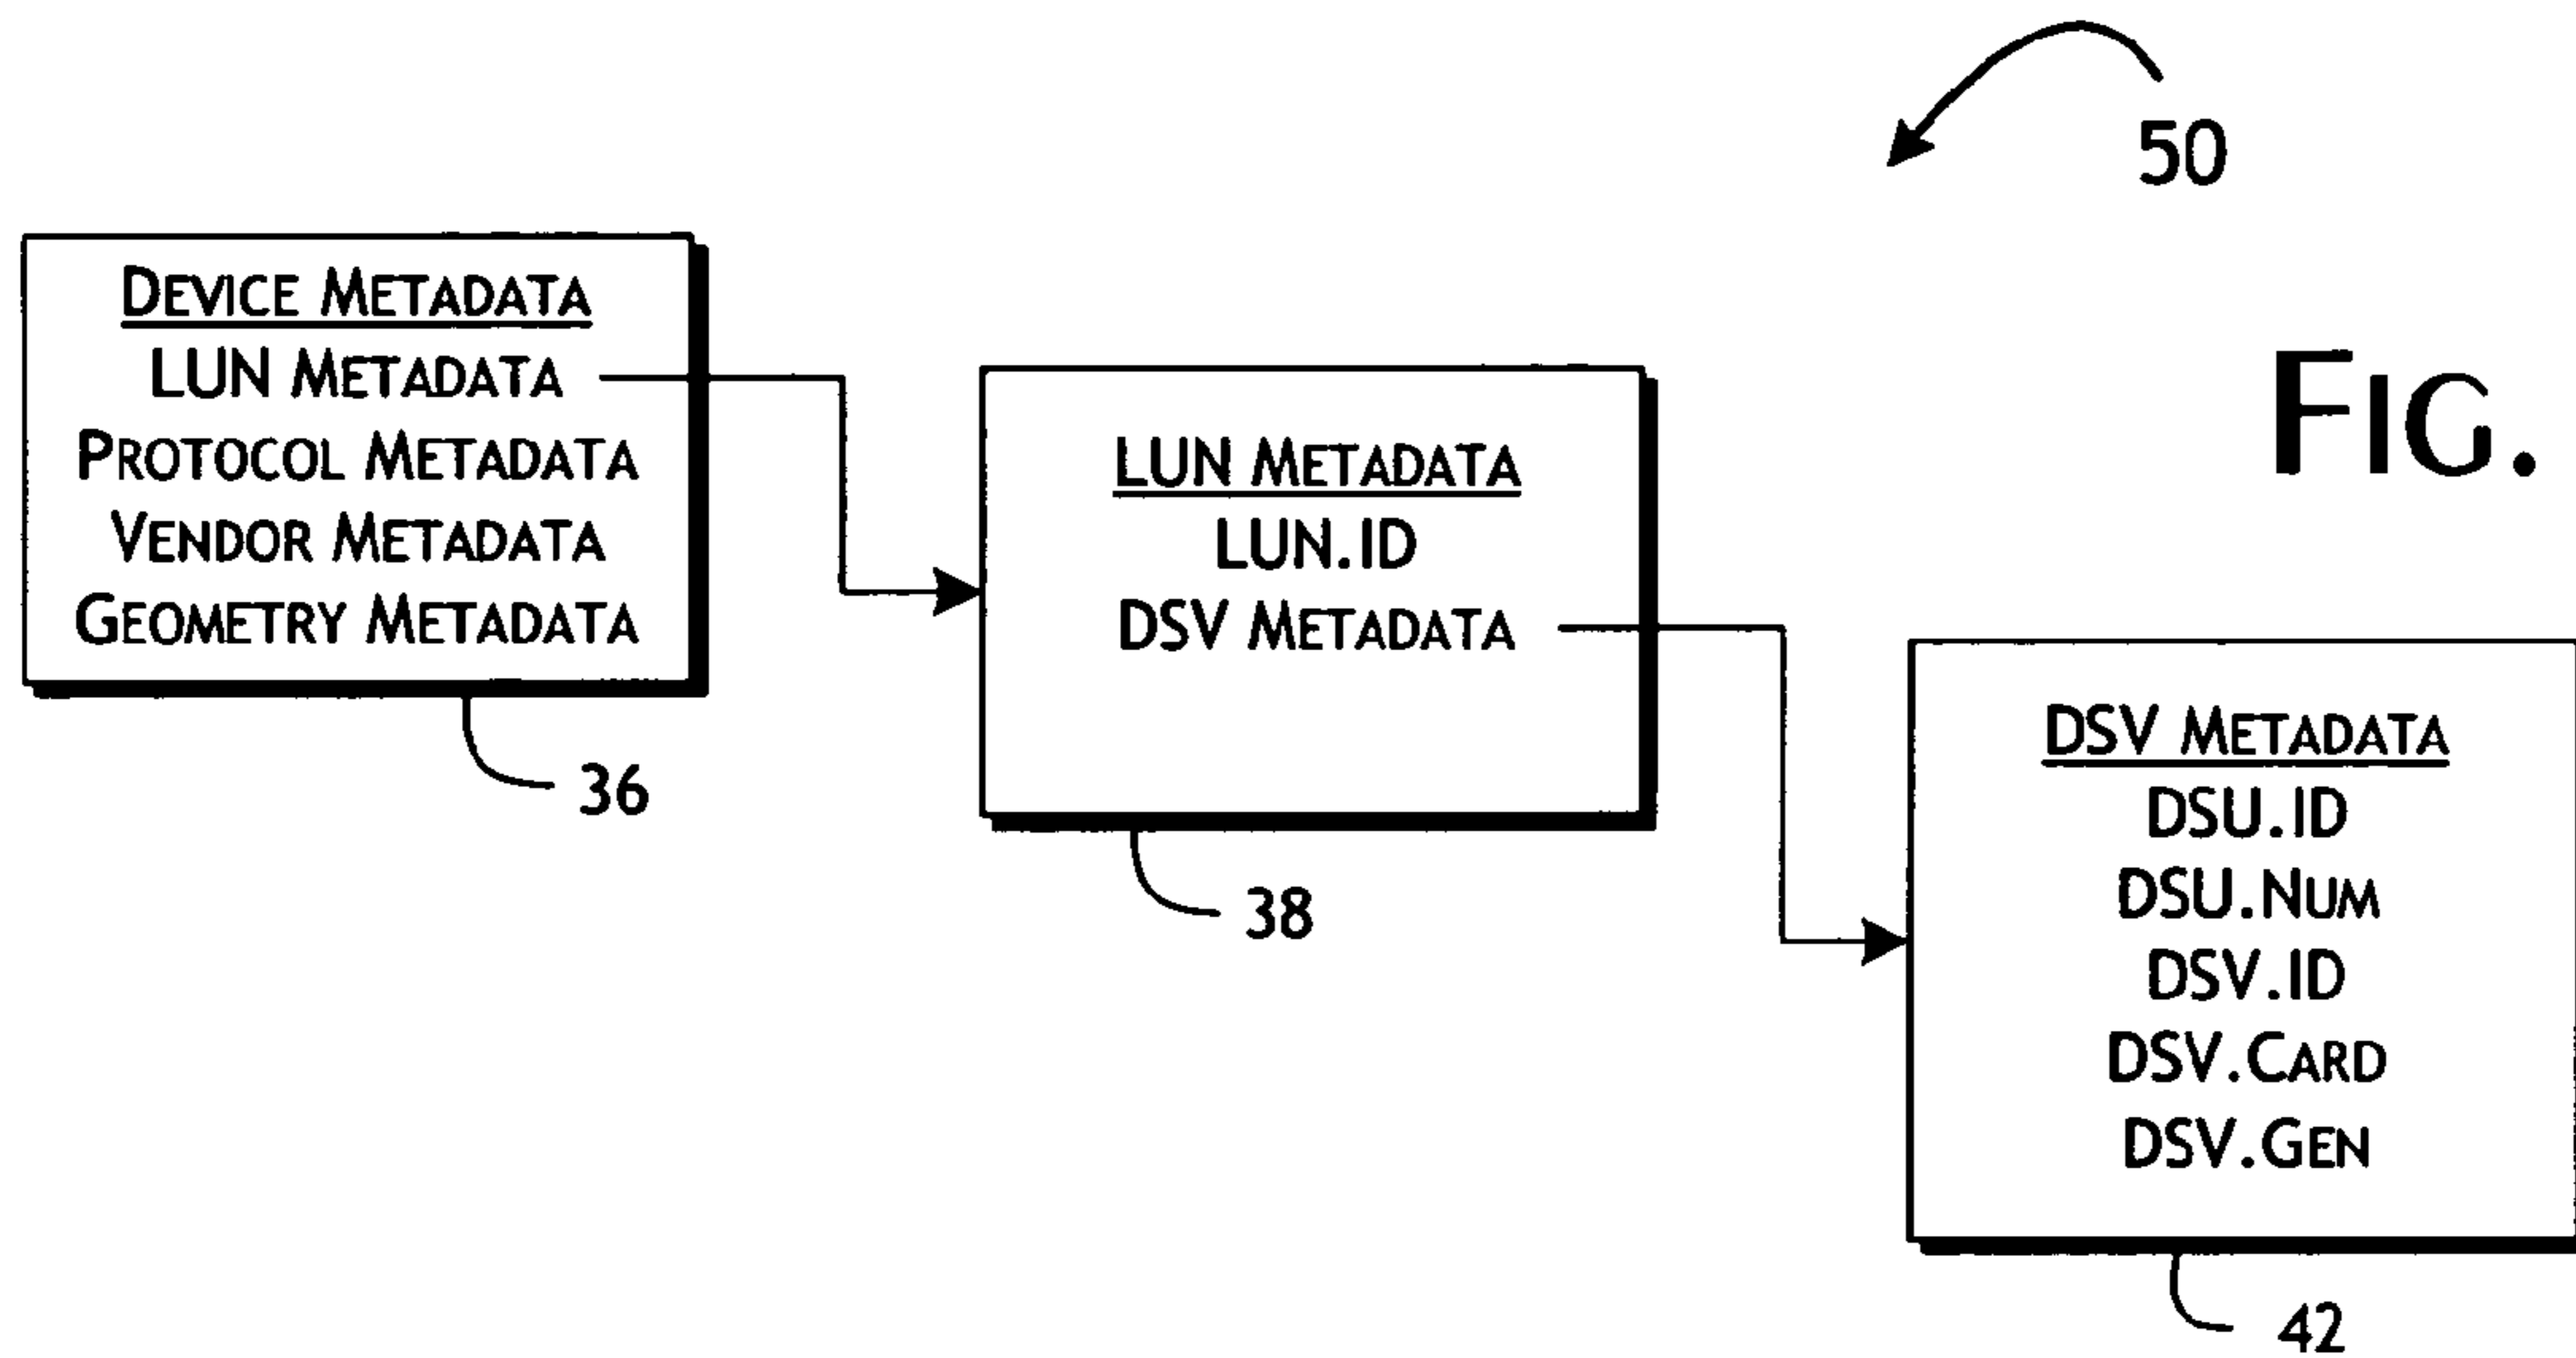 50
FIG.
DEVICE METADATA
LUN METADATA
PROTOCOL METADATA
VENDOR METADATA
GEOMETRY METADATA
36
LUN METADATA
LUN.ID
DSV METADATA
38
DSV METADATA
DSU.ID
DSU.NUM
DSV.ID
DSV.CARD
DSV.GEN
42